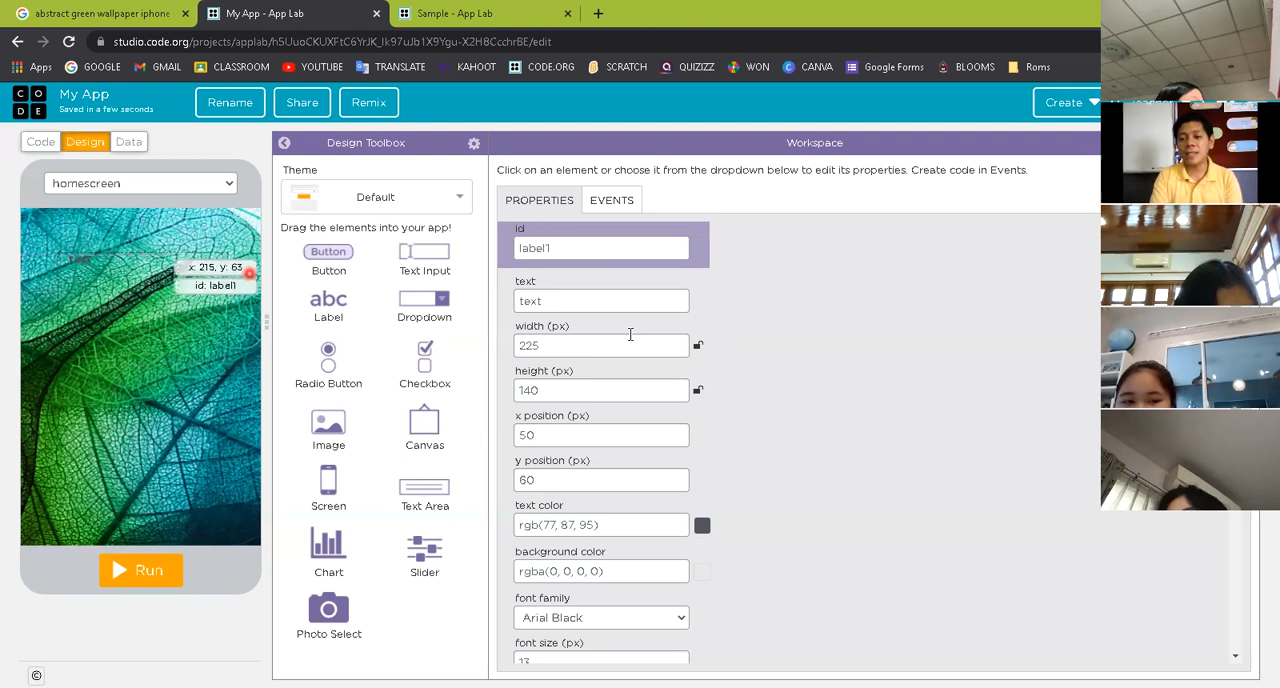 abstract green wallpaper iphone
My App - App Lab
Sample - App Lab
studio.code.org/projects/applab/h5UuoCKUXFtC6YrJK_Ik97uJb1X9Ygu-X2H8CcchrBE/edit
Apps GOOGLE GMAIL CLASSROOM YOUTUBE TRANSLATE KAHOOT CODE.ORG SCRATCH QUIZIZZ WON CANVA Google Forms BLOOMS Roms
C O
D E
My App
Saved in a few seconds
Rename
Share
Remix
Create
Code
Design
Data
Design Toolbox
Workspace
homescreen
text
x: 215, y: 63
id: label1
Run
Theme
Default
Drag the elements into your app!
Button
Button
Text Input
abc
Label
Dropdown
Radio Button
Checkbox
Image
Canvas
Screen
Text Area
Chart
Slider
Photo Select
Click on an element or choose it from the dropdown below to edit its properties. Create code in Events.
PROPERTIES
EVENTS
id
label1
text
text
width (px)
225
height (px)
140
x position (px)
50
y position (px)
60
text color
rgb(77, 87, 95)
background color
rgba(0, 0, 0, 0)
font family
Arial Black
font size (px)
13
©